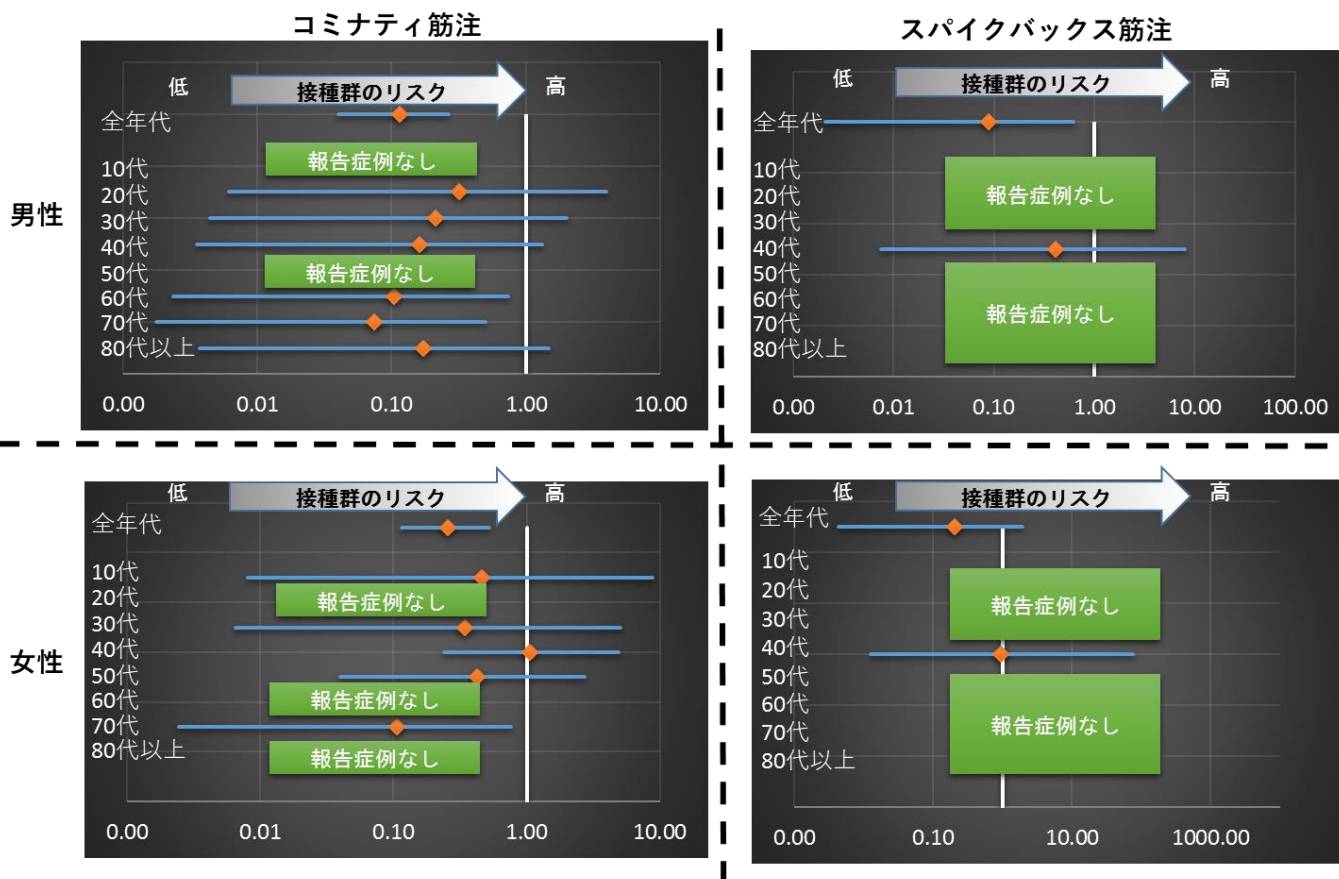 コミナティ筋注
スパイクバックス筋注
男性
低
接種群のリスク
高
全年代
10代
報告症例なし
20代
30代
40代
50代
報告症例なし
60代
70代
80代以上
0.00 0.01 0.10 1.00 10.00
低
接種群のリスク
高
全年代
10代
20代
報告症例なし
30代
40代
50代
60代
報告症例なし
70代
80代以上
0.00 0.01 0.10 1.00 10.00 100.00
女性
低
接種群のリスク
高
全年代
10代
20代
報告症例なし
30代
40代
50代
60代
報告症例なし
70代
80代以上
報告症例なし
0.00 0.01 0.10 1.00 10.00
低
接種群のリスク
高
全年代
10代
20代
報告症例なし
30代
40代
50代
60代
報告症例なし
70代
80代以上
0.00 0.10 10.00 1000.00